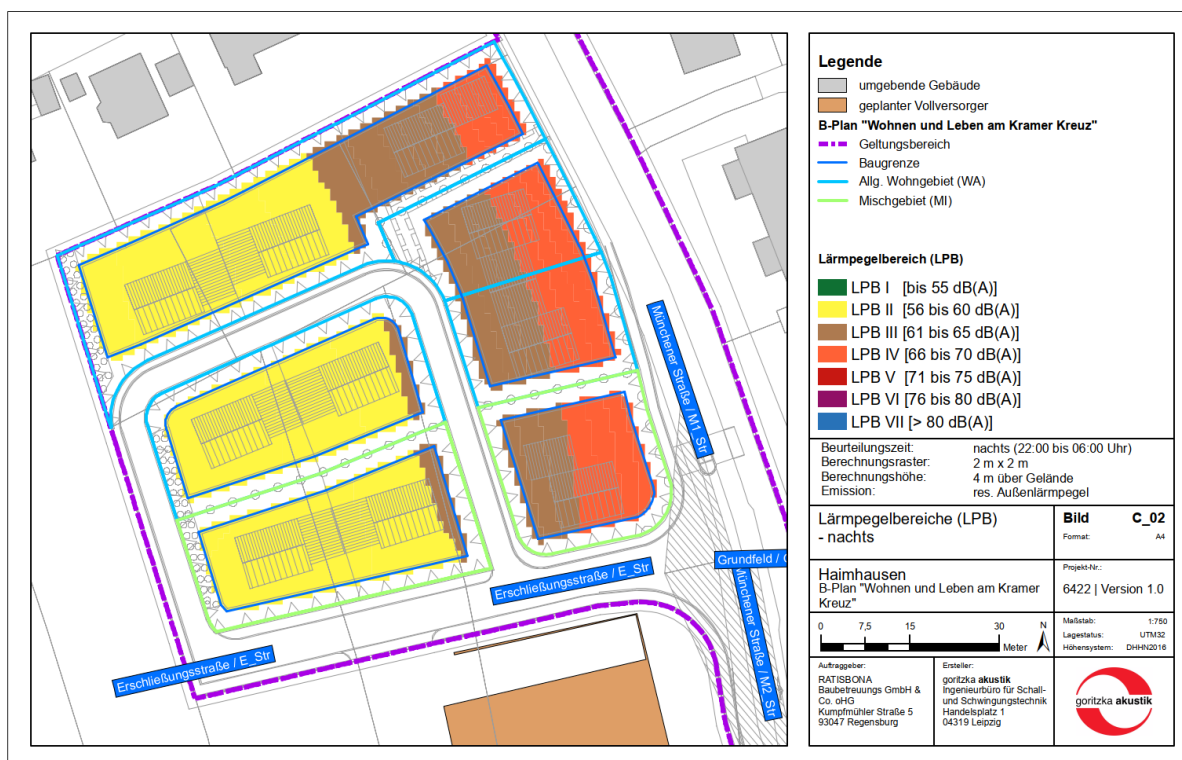 Münchener Straße / M1 Str
Grundfeld /
Münchener Straße / M2 Str
Erschließungsstraße / E_Str
Erschließungsstraße / E_Str
Legende
umgebende Gebäude
geplanter Vollversorger
B-Plan "Wohnen und Leben am Kramer Kreuz"
Geltungsbereich
Baugrenze
Allg. Wohngebiet (WA)
Mischgebiet (MI)
Lärmpegelbereich (LPB)
LPB I [bis 55 dB(A)]
LPB II [56 bis 60 dB(A)]
LPB III [61 bis 65 dB(A)]
LPB IV [66 bis 70 dB(A)]
LPB V [71 bis 75 dB(A)]
LPB VI [76 bis 80 dB(A)]
LPB VII [> 80 dB(A)]
Beurteilungszeit: nachts (22:00 bis 06:00 Uhr)
Berechnungsraster: 2 m x 2 m
Berechnungshöhe: 4 m über Gelände
Emission: res. Außenlärmpegel
Lärmpegelbereiche (LPB)
- nachts
Bild C_02
Format: A4
Haimhausen
B-Plan "Wohnen und Leben am Kramer
Kreuz"
Projekt-Nr.:
6422 | Version 1.0
0 7,5 15 30 N
Meter
Maßstab: 1:750
Lagestatus: UTM32
Höhensystem: DHHN2016
Auftraggeber:
RATISBONA
Baubetreuungs GmbH &
Co. oHG
Kumpfmühler Straße 5
93047 Regensburg
Ersteller:
goritzka akustik
Ingenieurbüro für Schall-
und Schwingungstechnik
Handelsplatz 1
04319 Leipzig
goritzka akustik